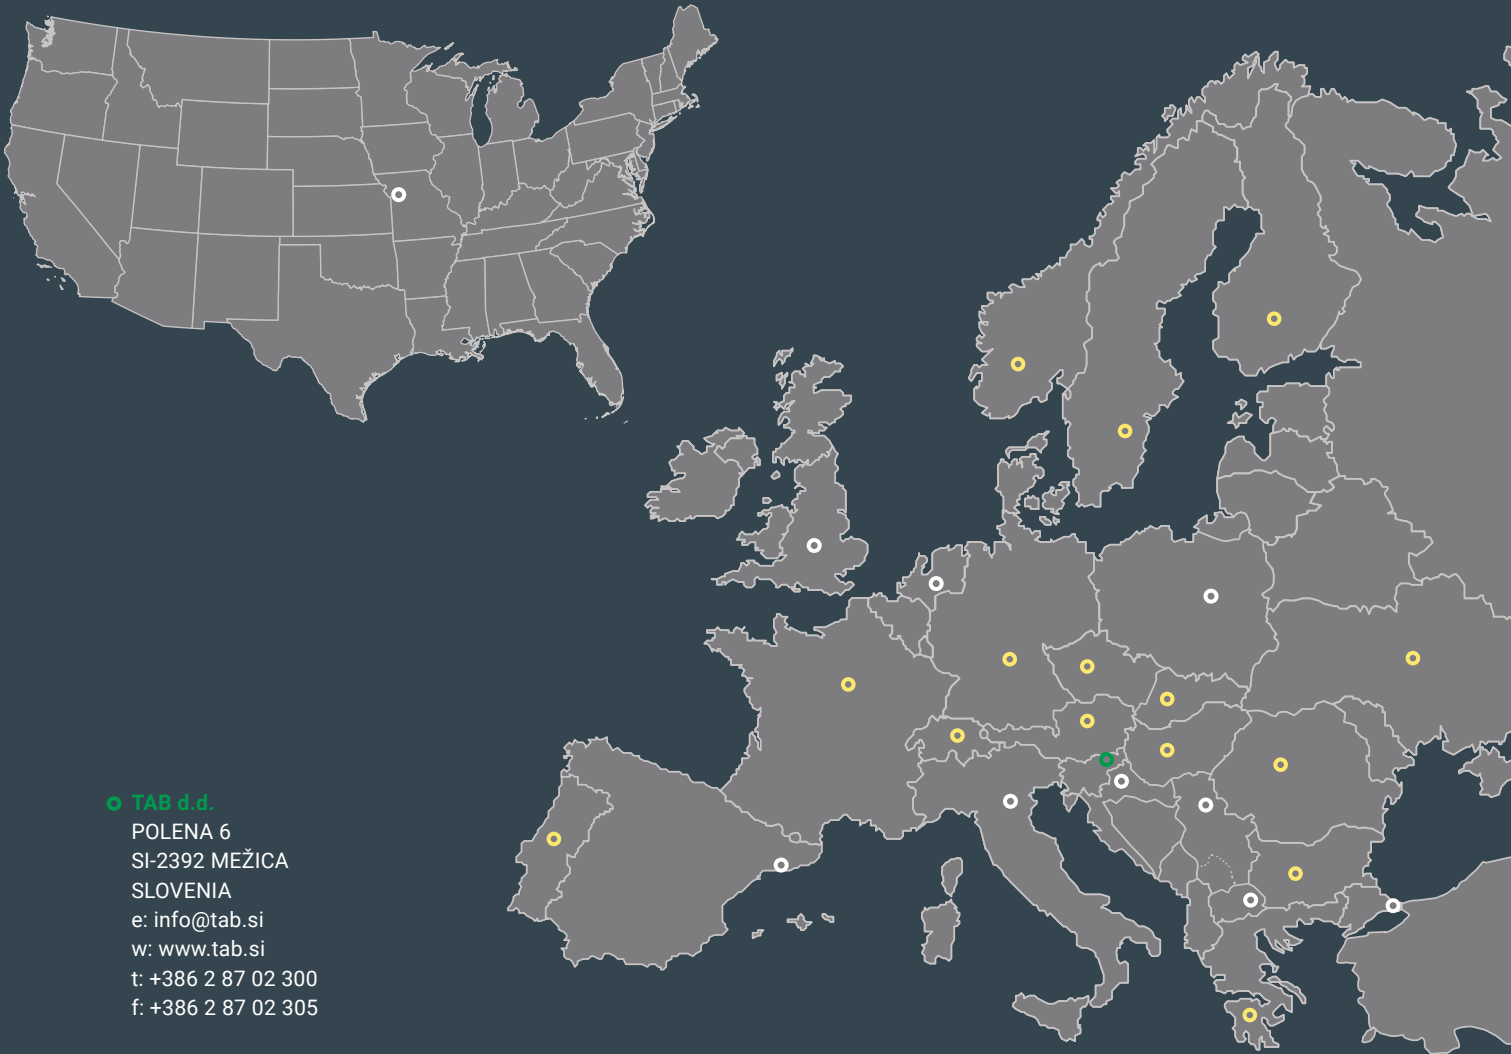 TAB d.d.
POLENA 6
SI-2392 MEŽICA
SLOVENIA
e: info@tab.si
w: www.tab.si
t: +386 2 87 02 300
f: +386 2 87 02 305